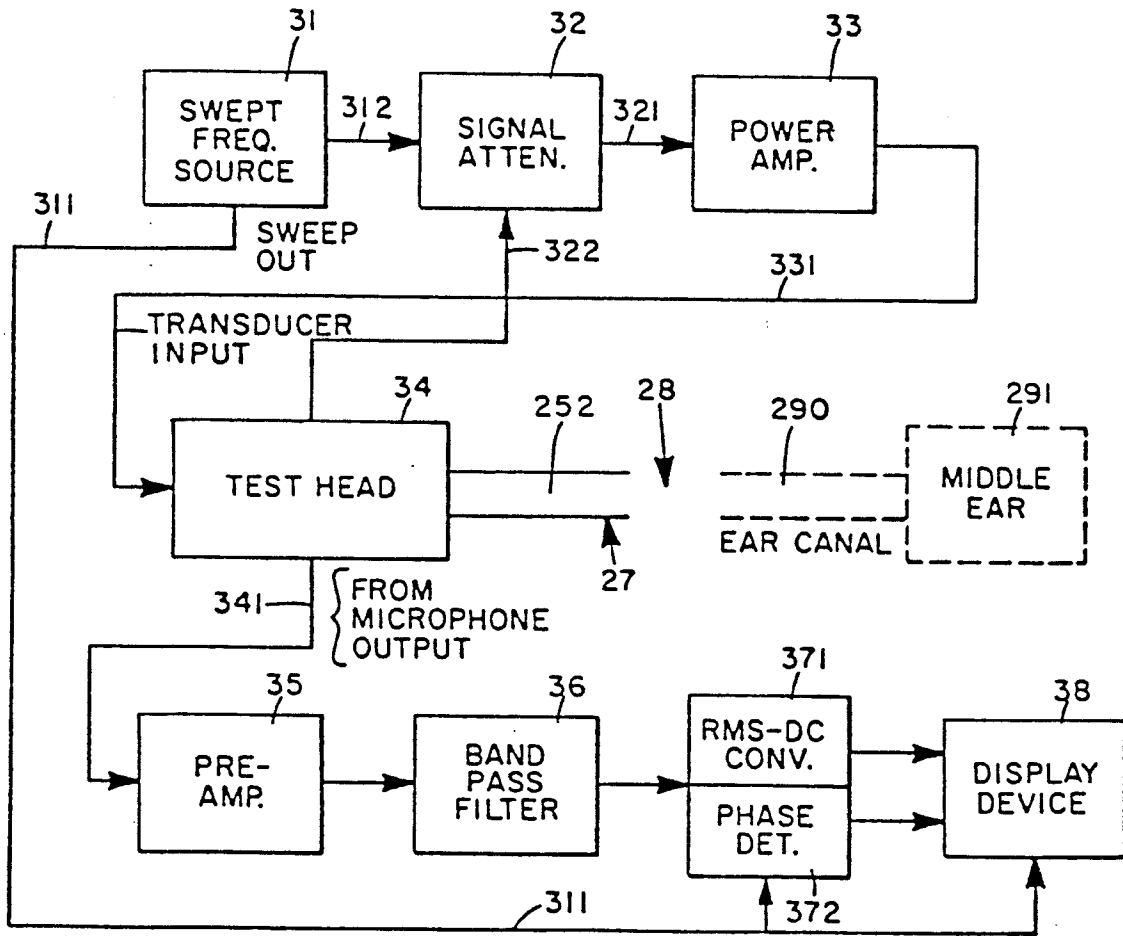 31
32
33
SWEPT
FREQ.
SOURCE
312
SIGNAL
ATTEN.
321
POWER
AMP.
311
SWEEP
OUT
322
331
TRANSDUCER
INPUT
34
252
28
290
291
TEST HEAD
MIDDLE
EAR
EAR CANAL
27
341
FROM
MICROPHONE
OUTPUT
35
36
371
38
PRE-
AMP.
BAND
PASS
FILTER
RMS-DC
CONV.
PHASE
DET.
DISPLAY
DEVICE
311
372